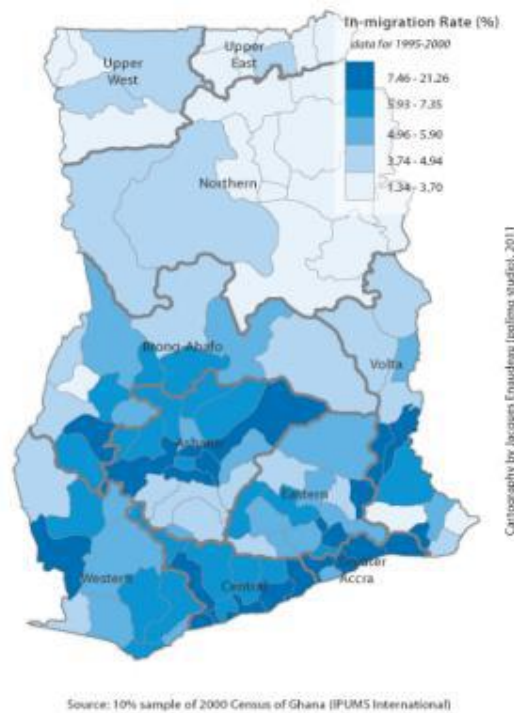 In-migration Rate (%)
data for 1995-2000
7.46 - 21.26
5.93 - 7.35
4.96 - 5.90
3.74 - 4.94
1.34 - 3.70
Upper
West
Upper
East
Northern
Brong-Ahafo
Volta
Ashanti
Eastern
Western
Central
Greater
Accra
Cartography by Jacques Enaudeau (paling studio), 2011
Source: 10% sample of 2000 Census of Ghana (IPUMS International)